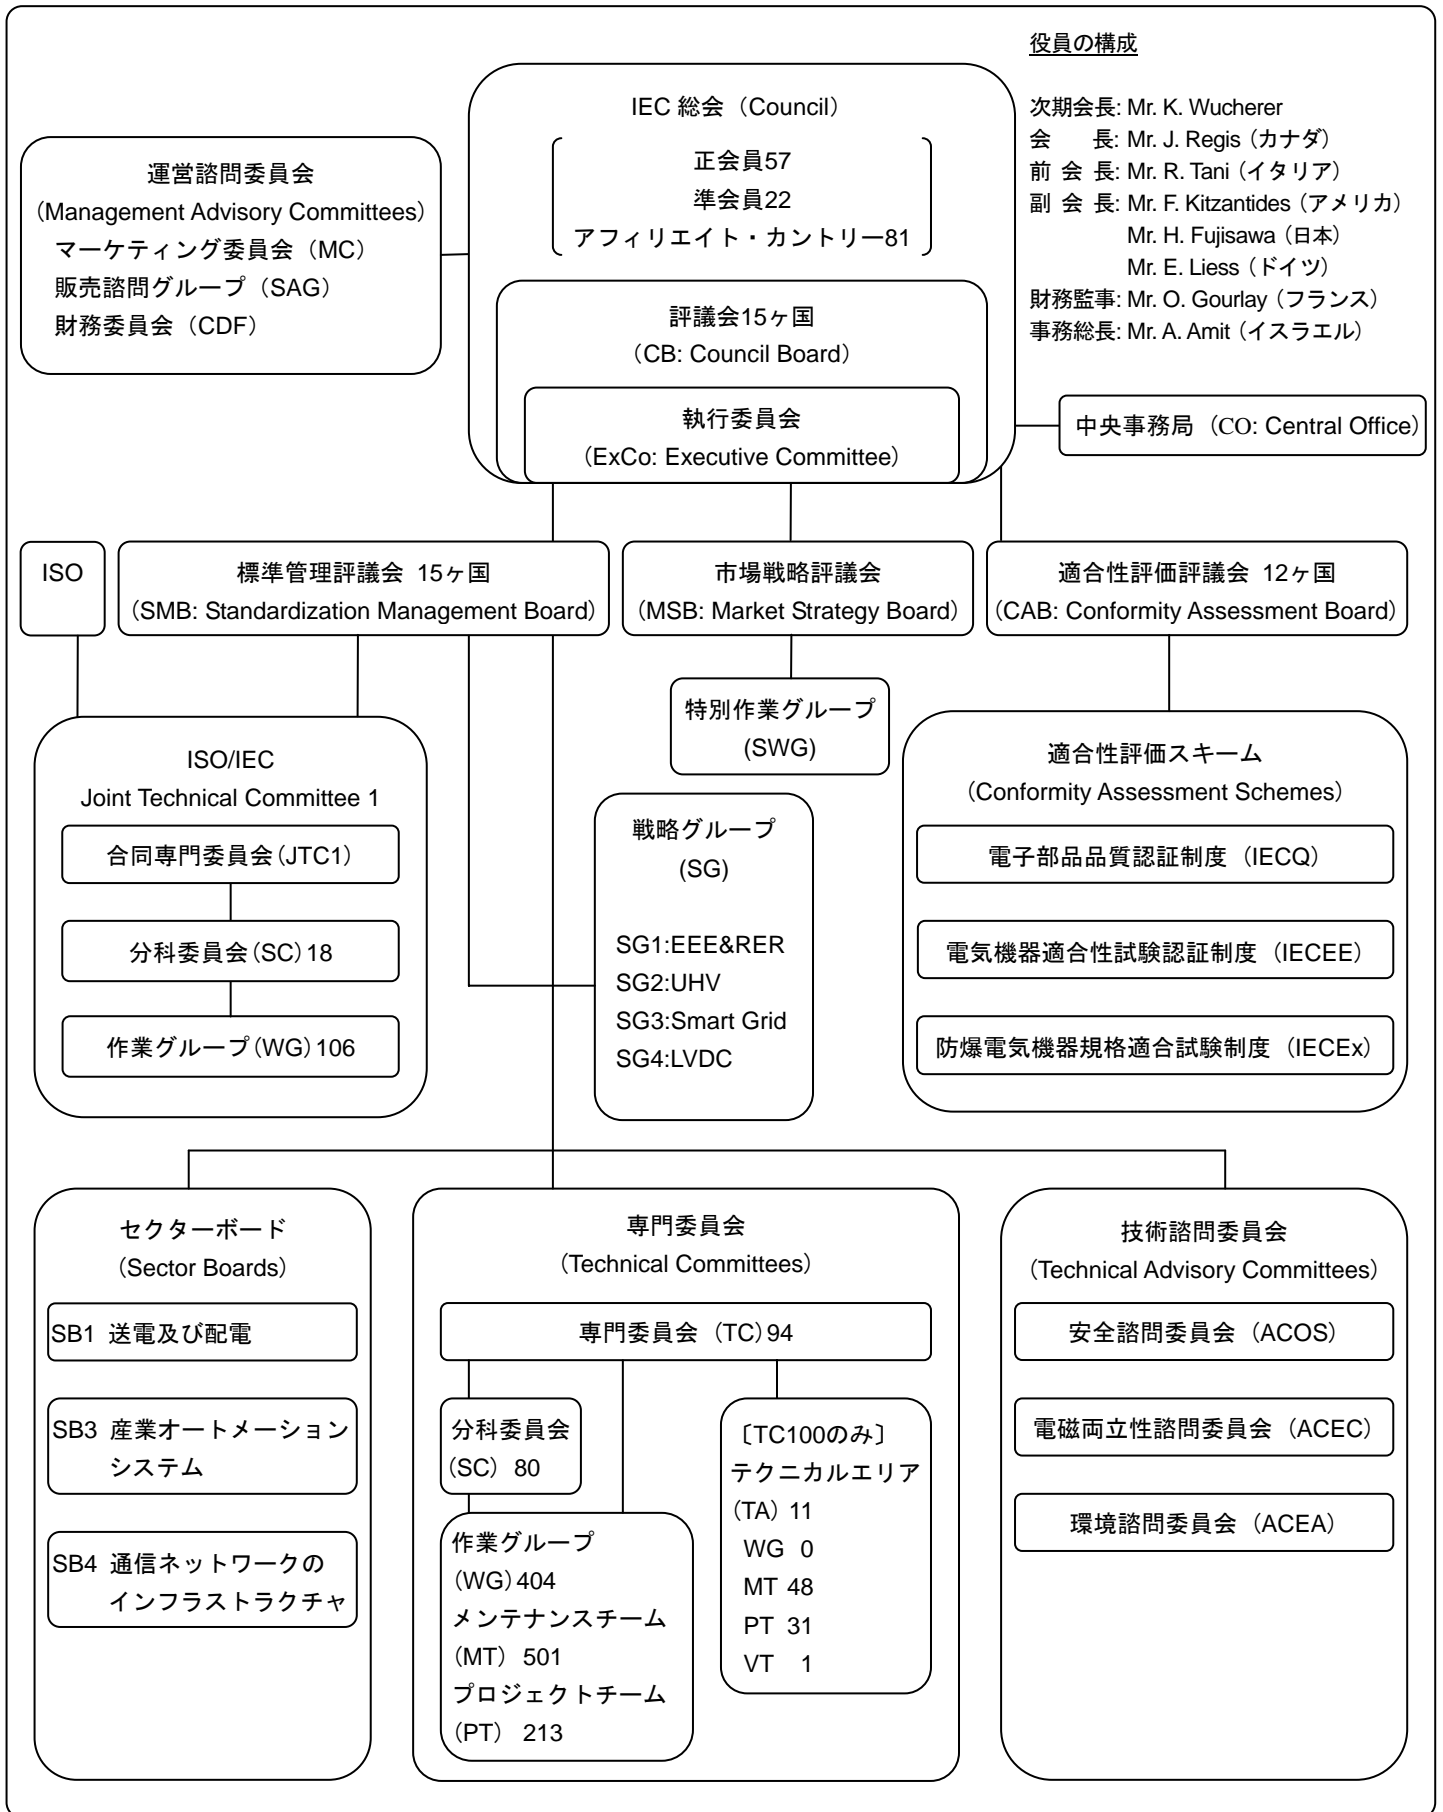 役員の構成
次期会長: Mr. K. Wucherer
会　　長: Mr. J. Regis（カナダ）
前 会 長: Mr. R. Tani（イタリア）
副 会 長: Mr. F. Kitzantides（アメリカ）
Mr. H. Fujisawa（日本）
Mr. E. Liess（ドイツ）
財務監事: Mr. O. Gourlay（フランス）
事務総長: Mr. A. Amit（イスラエル）
IEC 総会（Council）
正会員57
準会員22
アフィリエイト・カントリー81
運営諮問委員会
(Management Advisory Committees)
マーケティング委員会（MC）
販売諮問グループ（SAG）
財務委員会（CDF）
評議会15ヶ国
（CB: Council Board）
執行委員会
（ExCo: Executive Committee）
中央事務局（CO: Central Office）
ISO
標準管理評議会 15ヶ国
（SMB: Standardization Management Board）
市場戦略評議会
（MSB: Market Strategy Board）
適合性評価評議会 12ヶ国
（CAB: Conformity Assessment Board）
ISO/IEC
Joint Technical Committee 1
合同専門委員会（JTC1）
分科委員会（SC）18
作業グループ（WG）106
特別作業グループ
(SWG)
戦略グループ
(SG)
SG1:EEE&RER
SG2:UHV
SG3:Smart Grid
SG4:LVDC
適合性評価スキーム
（Conformity Assessment Schemes）
電子部品品質認証制度（IECQ）
電気機器適合性試験認証制度（IECEE）
防爆電気機器規格適合試験制度（IECEx）
セクターボード
（Sector Boards）
SB1 送電及び配電
SB3 産業オートメーション
システム
SB4 通信ネットワークの
インフラストラクチャ
専門委員会
（Technical Committees）
専門委員会（TC）94
分科委員会
（SC）80
作業グループ
（WG）404
メンテナンスチーム
（MT）501
プロジェクトチーム
（PT）213
〔TC100のみ〕
テクニカルエリア
（TA）11
WG 0
MT 48
PT 31
VT 1
技術諮問委員会
（Technical Advisory Committees）
安全諮問委員会（ACOS）
電磁両立性諮問委員会（ACEC）
環境諮問委員会（ACEA）